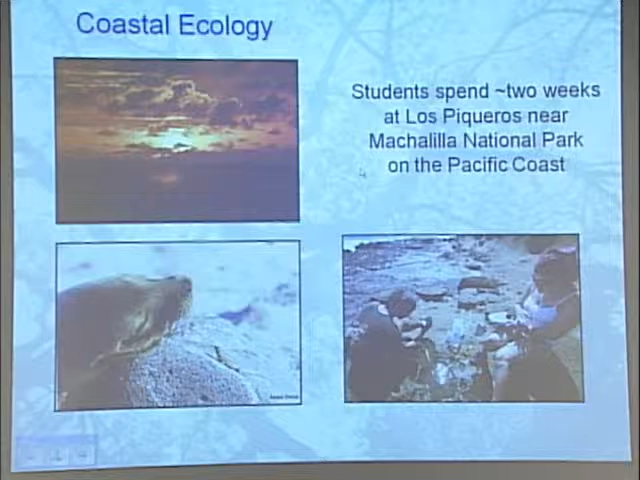 Coastal Ecology
Students spend ~two weeks
at Los Piqueros near
Machalilla National Park
on the Pacific Coast